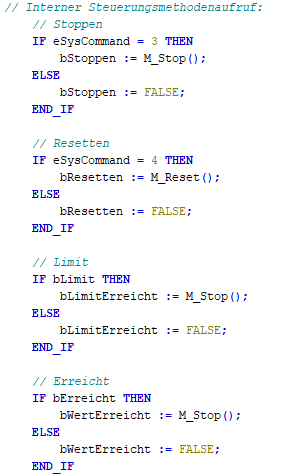 // Interner Steuerungsmethodenaufruf:
// Stoppen
IF eSysCommand = 3 THEN
bStoppen := M_Stop();
ELSE
bStoppen := FALSE;
END_IF
// Resetten
IF eSysCommand = 4 THEN
bResetten := M_Reset();
ELSE
bResetten := FALSE;
END_IF
// Limit
IF bLimit THEN
bLimitErreicht := M_Stop();
ELSE
bLimitErreicht := FALSE;
END_IF
// Erreicht
IF bErreicht THEN
bWertErreicht := M_Stop();
ELSE
bWertErreicht := FALSE;
END_IF